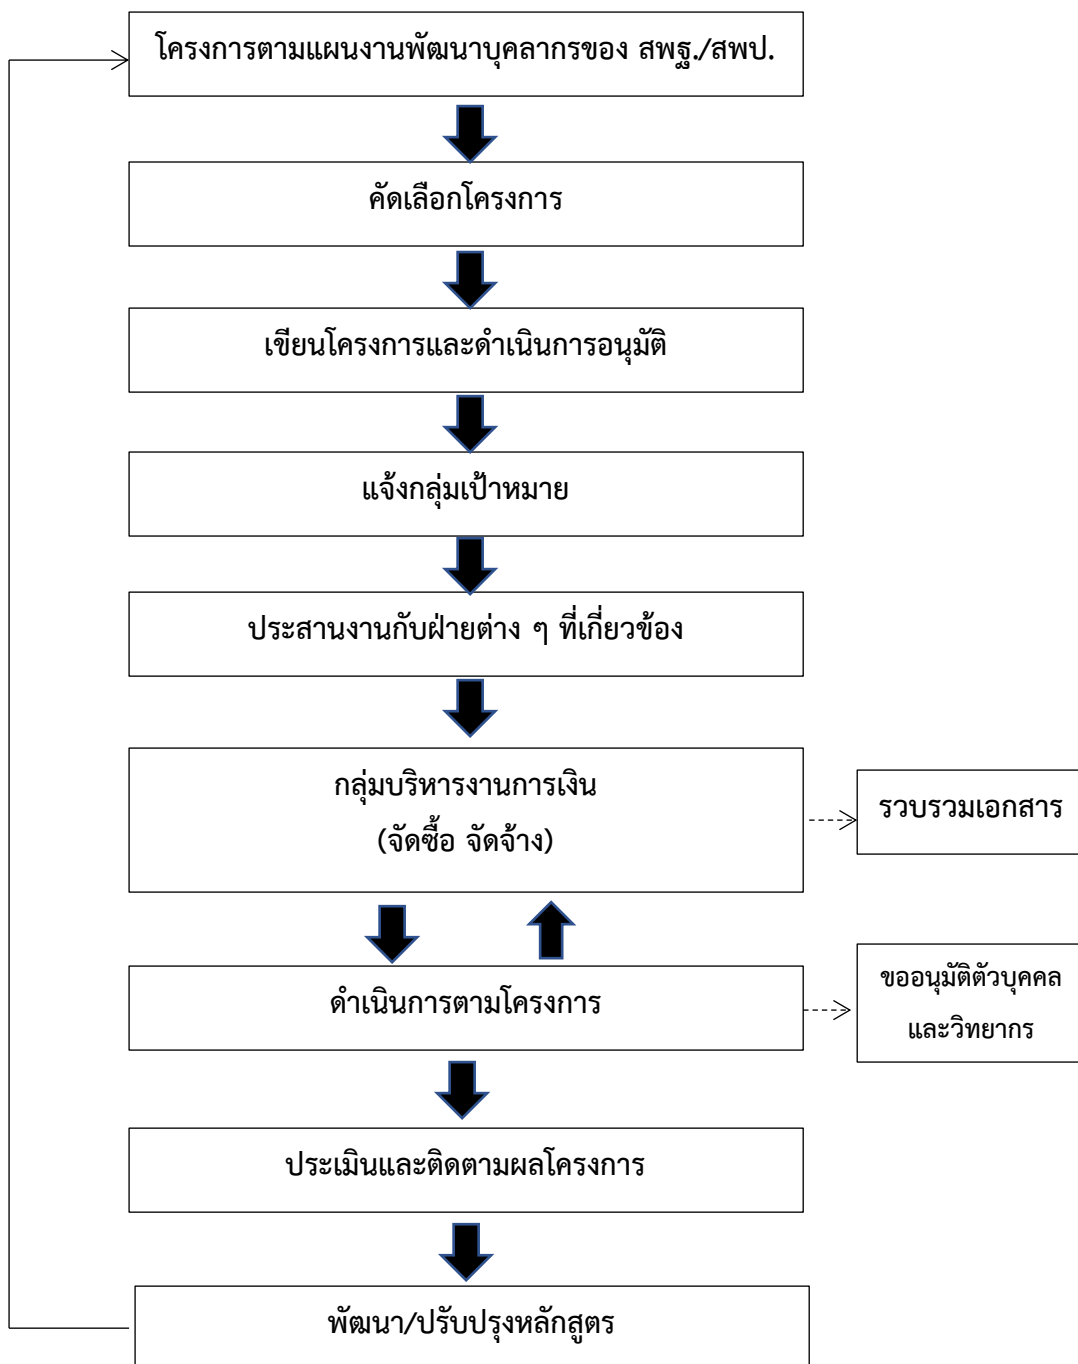 โครงการตามแผนงานพัฒนาบุคลากรของ สพฐ./สพป.
คัดเลือกโครงการ
เขียนโครงการและดำเนินการอนุมัติ
แจ้งกลุ่มเป้าหมาย
ประสานงานกับฝ่ายต่าง ๆ ที่เกี่ยวข้อง
กลุ่มบริหารงานการเงิน
(จัดซื้อ จัดจ้าง)
รวบรวมเอกสาร
ดำเนินการตามโครงการ
ขออนุมัติตัวบุคคล
และวิทยากร
ประเมินและติดตามผลโครงการ
พัฒนา/ปรับปรุงหลักสูตร